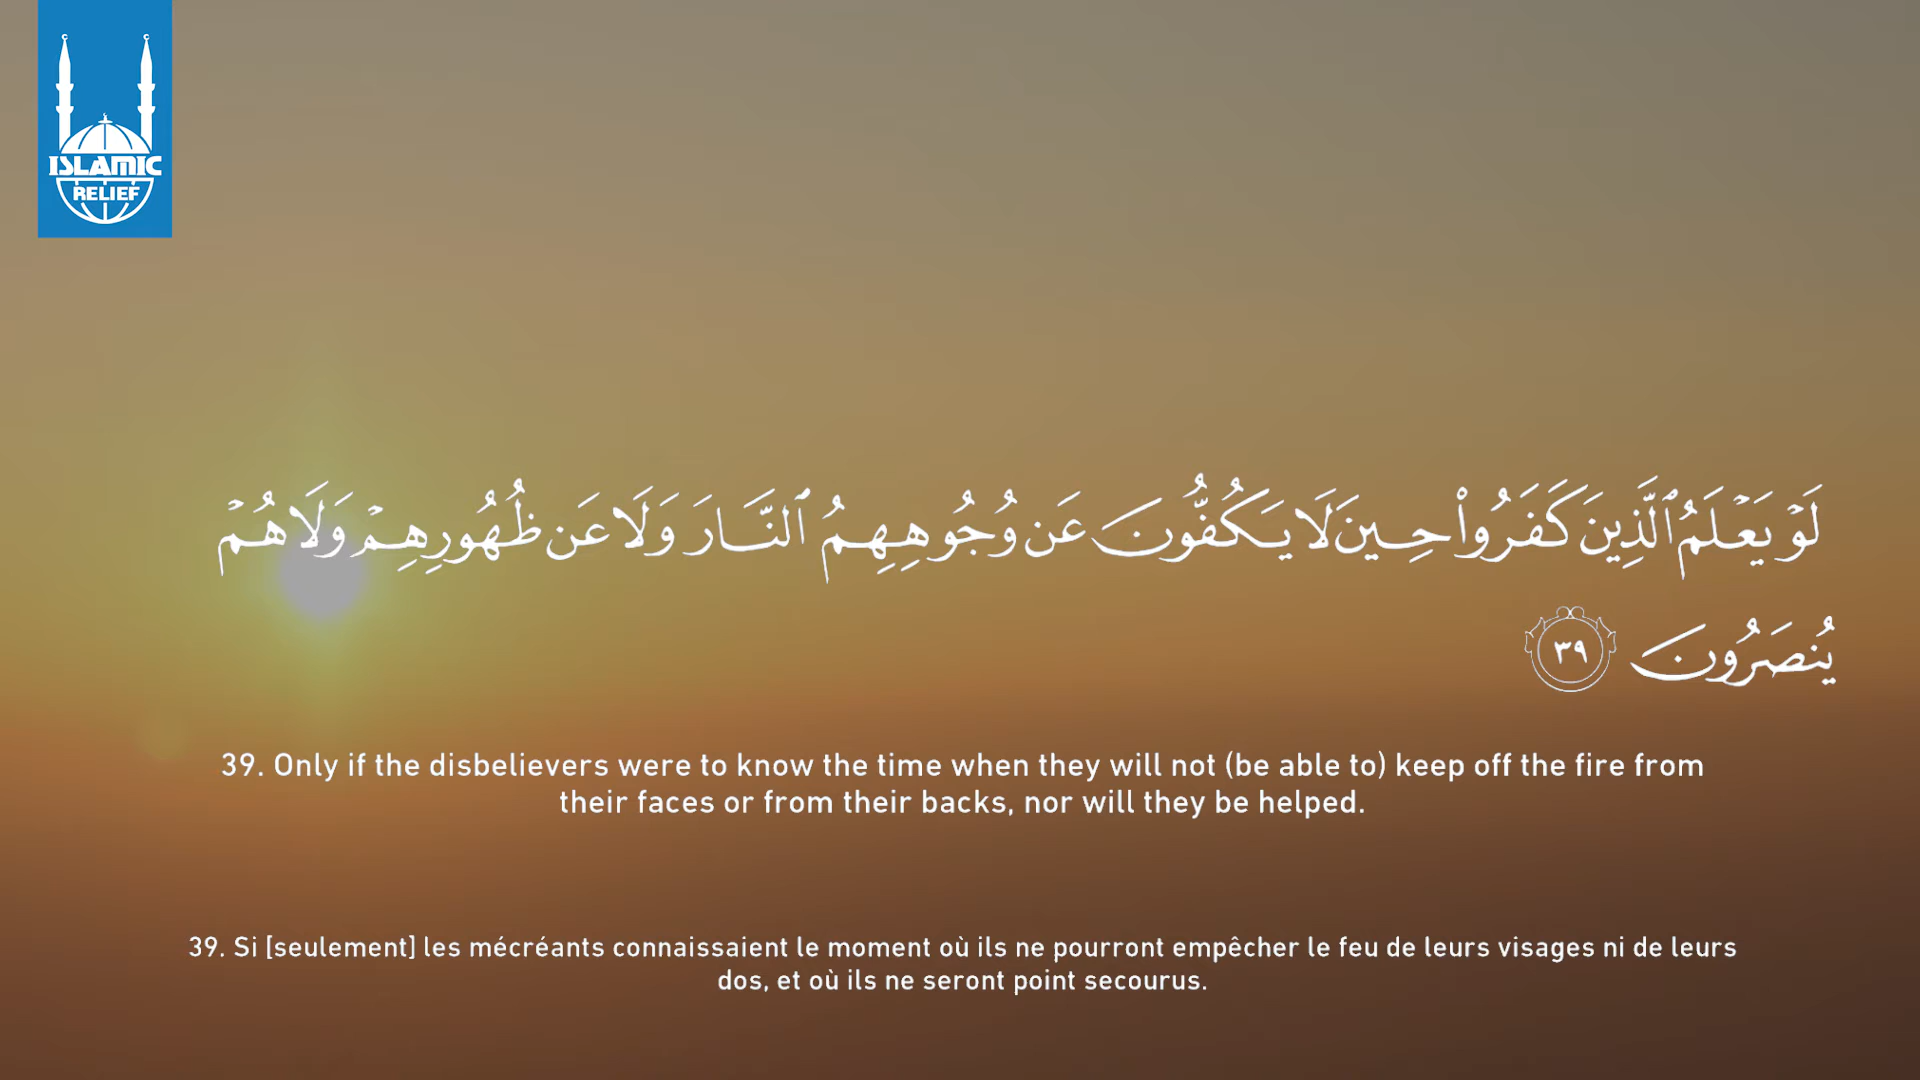 ISLAMIC
RELIEF
لَوْ يَعْلَمُ ٱلَّذِينَ كَفَرُوا۟ حِينَ لَا يَكُفُّونَ عَن وُجُوهِهِمُ ٱلنَّارَ وَلَا عَن ظُهُورِهِمْ وَلَا هُمْ
يُنصَرُونَ ٣٩
39. Only if the disbelievers were to know the time when they will not (be able to) keep off the fire from
their faces or from their backs, nor will they be helped.
39. Si [seulement] les mécréants connaissaient le moment où ils ne pourront empêcher le feu de leurs visages ni de leurs
dos, et où ils ne seront point secourus.